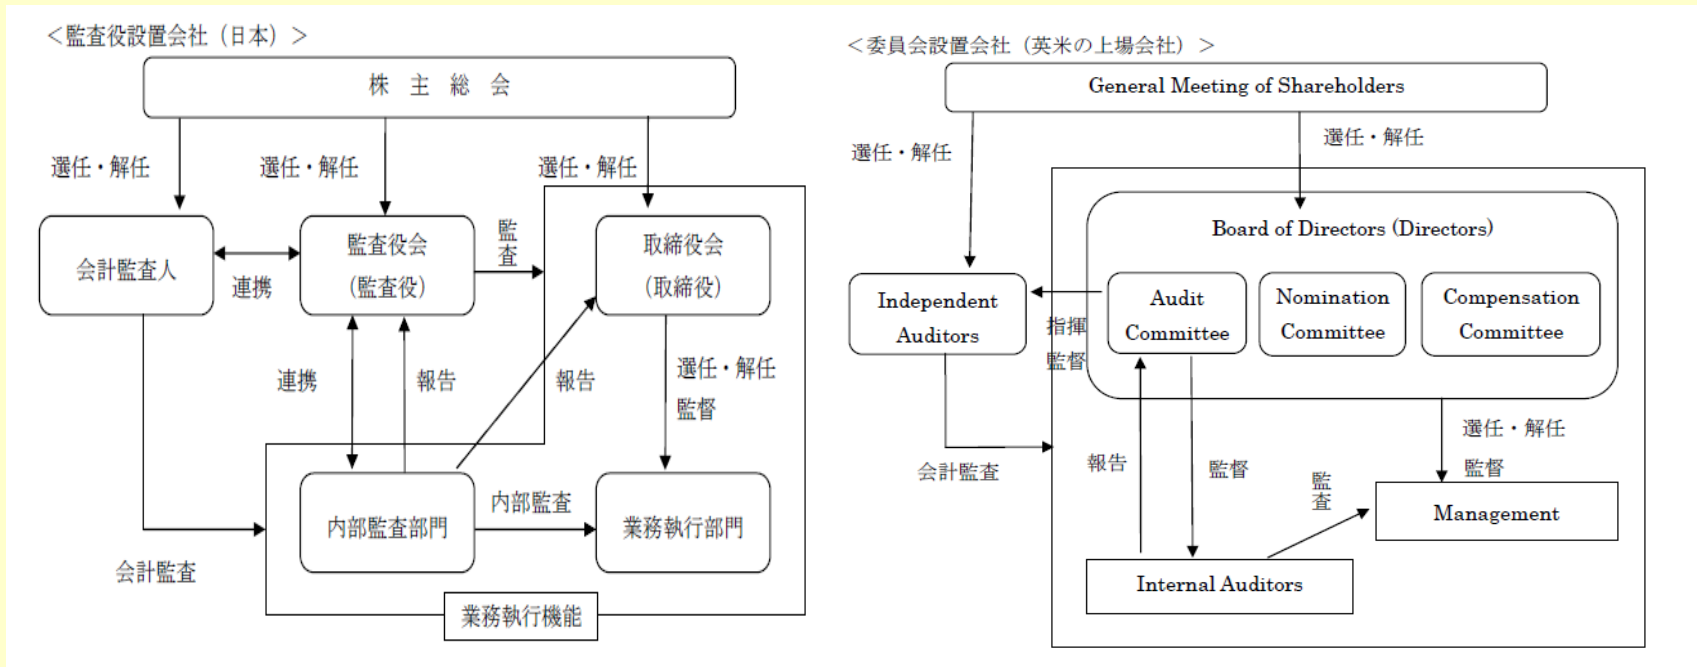 ＜監査役設置会社（日本）＞
株 主 総 会
選任・解任
選任・解任
選任・解任
会計監査人
連携
監査役会
（監査役）
監査
取締役会
（取締役）
連携
報告
報告
選任・解任
監督
内部監査部門
内部監査
業務執行部門
会計監査
業務執行機能
＜委員会設置会社（英米の上場会社）＞
General Meeting of Shareholders
選任・解任
選任・解任
Board of Directors (Directors)
Independent
Auditors
指揮
監督
Audit
Committee
Nomination
Committee
Compensation
Committee
会計監査
報告
監督
監査
選任・解任
監督
Management
Internal Auditors